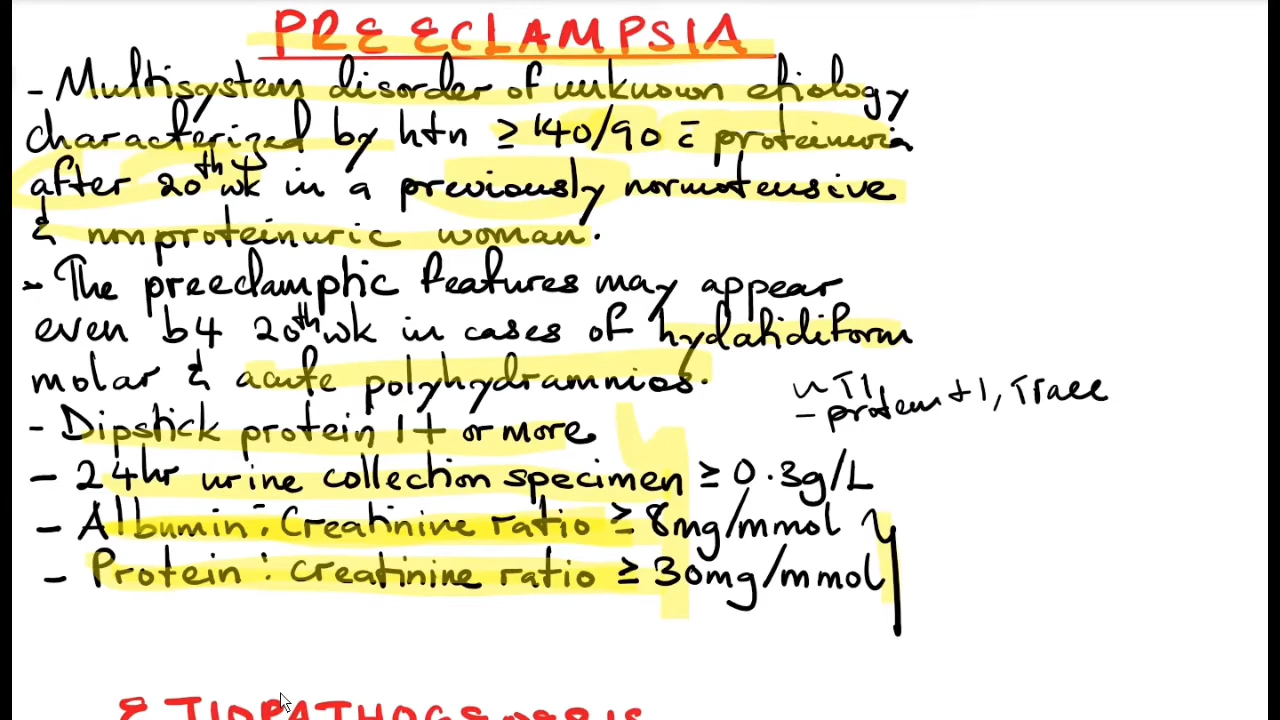 PREECLAMPSIA
- Multisystem disorder of unknown etiology
characterized by htn ≥ 140/90 c̄ proteinuria
after 20th wk in a previously normotensive
& nonproteinuric woman.
- The preeclamptic features may appear
even b4 20th wk in cases of hydatidiform
molar & acute polyhydramnios.
UTI,
- protein +1, Trace
- Dipstick protein 1+ or more
- 24hr urine collection specimen ≥ 0.3g/L
- Albumin : Creatinine ratio ≥ 8mg/mmol
- Protein : Creatinine ratio ≥ 30mg/mmol
ETIOPATHOGENESIS